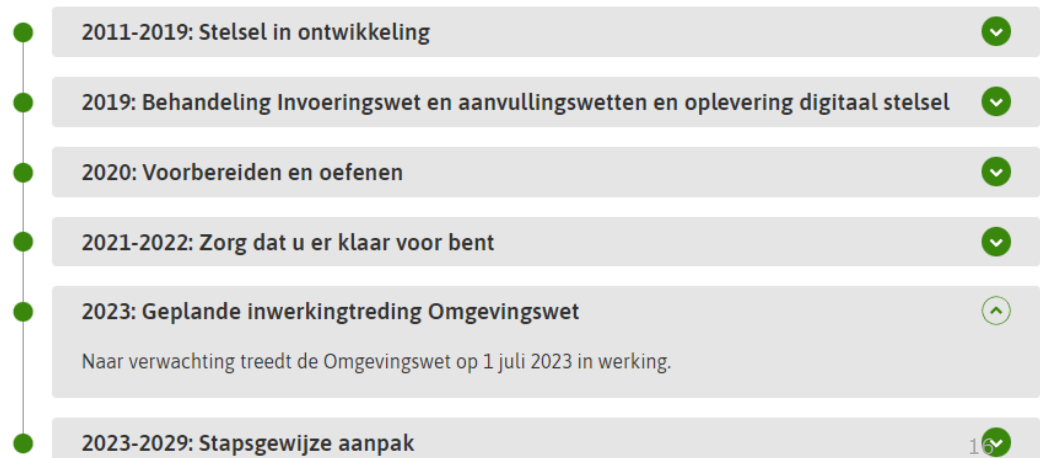 2011-2019: Stelsel in ontwikkeling
2019: Behandeling Invoeringswet en aanvullingswetten en oplevering digitaal stelsel
2020: Voorbereiden en oefenen
2021-2022: Zorg dat u er klaar voor bent
2023: Geplande inwerkingtreding Omgevingswet
Naar verwachting treedt de Omgevingswet op 1 juli 2023 in werking.
2023-2029: Stapsgewijze aanpak
16